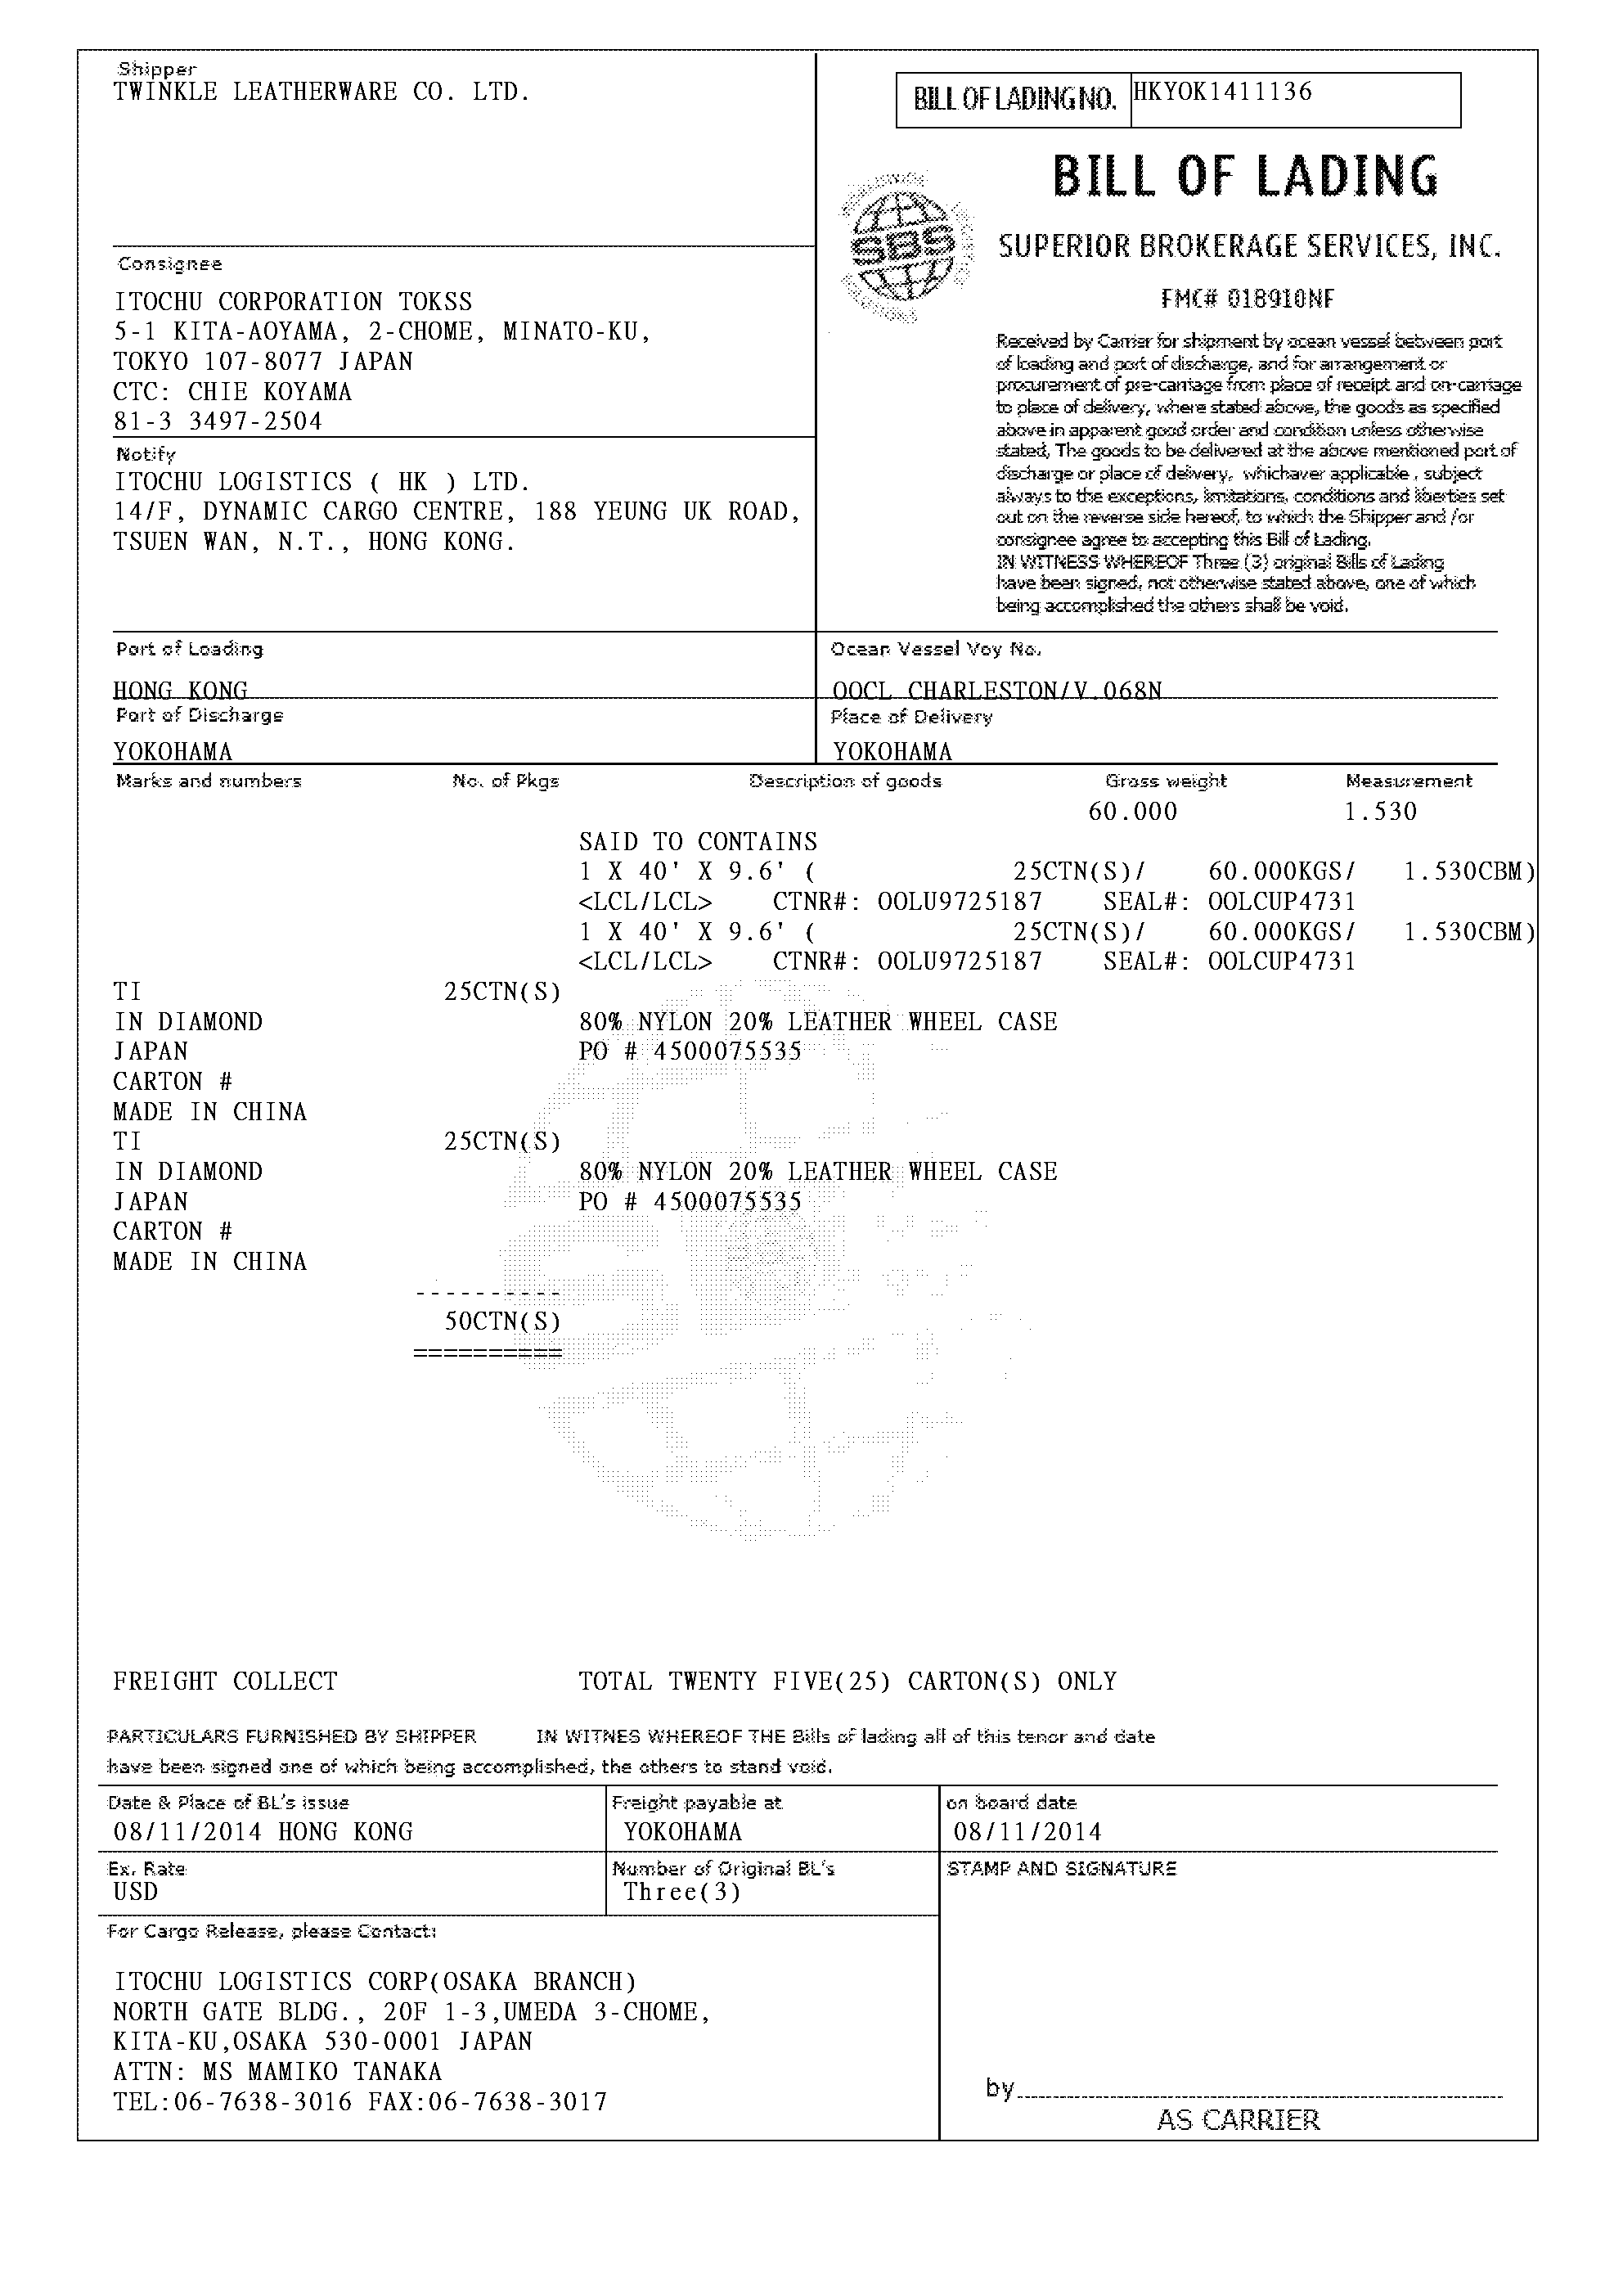 Shipper
TWINKLE LEATHERWARE CO. LTD.
BILL OF LADING NO. HKYOK1411136
BILL OF LADING
SBS
SUPERIOR BROKERAGE SERVICES, INC.
FMC# 018910NF
Consignee
ITOCHU CORPORATION TOKSS
5-1 KITA-AOYAMA, 2-CHOME, MINATO-KU,
TOKYO 107-8077 JAPAN
CTC: CHIE KOYAMA
81-3 3497-2504
Received by Carrier for shipment by ocean vessel between port
of loading and port of discharge, and for arrangement or
procurement of pre-carriage from place of receipt and on-carriage
to place of delivery, where stated above, the goods as specified
above in apparent good order and condition unless otherwise
stated, The goods to be delivered at the above mentioned port of
discharge or place of delivery, whichaver applicable , subject
always to the exceptions, limitations, conditions and liberties set
out on the reverse side hereof, to which the Shipper and /or
consignee agree to accepting this Bill of Lading.
IN WITNESS WHEREOF Three (3) original Bills of Lading
have been signed, not otherwise stated above, one of which
being accomplished the others shall be void.
Notify
ITOCHU LOGISTICS ( HK ) LTD.
14/F, DYNAMIC CARGO CENTRE, 188 YEUNG UK ROAD,
TSUEN WAN, N.T., HONG KONG.
Port of Loading
HONG KONG
Ocean Vessel Voy No.
OOCL CHARLESTON/V.068N
Port of Discharge
YOKOHAMA
Place of Delivery
YOKOHAMA
Marks and numbers No. of Pkgs Description of goods Gross weight Measurement
60.000 1.530
SAID TO CONTAINS
1 X 40' X 9.6' ( 25CTN(S)/ 60.000KGS/ 1.530CBM)
<LCL/LCL> CTNR#: OOLU9725187 SEAL#: OOLCUP4731
1 X 40' X 9.6' ( 25CTN(S)/ 60.000KGS/ 1.530CBM)
<LCL/LCL> CTNR#: OOLU9725187 SEAL#: OOLCUP4731
TI 25CTN(S)
IN DIAMOND 80% NYLON 20% LEATHER WHEEL CASE
JAPAN PO # 4500075535
CARTON #
MADE IN CHINA
TI 25CTN(S)
IN DIAMOND 80% NYLON 20% LEATHER WHEEL CASE
JAPAN PO # 4500075535
CARTON #
MADE IN CHINA
----------
50CTN(S)
==========
FREIGHT COLLECT TOTAL TWENTY FIVE(25) CARTON(S) ONLY
PARTICULARS FURNISHED BY SHIPPER IN WITNES WHEREOF THE Bills of lading all of this tenor and date
have been signed one of which being accomplished, the others to stand void.
Date & Place of BL's issue
08/11/2014 HONG KONG
Freight payable at
YOKOHAMA
on board date
08/11/2014
Ex. Rate
USD
Number of Original BL's
Three(3)
STAMP AND SIGNATURE
For Cargo Release, please Contact:
ITOCHU LOGISTICS CORP(OSAKA BRANCH)
NORTH GATE BLDG., 20F 1-3,UMEDA 3-CHOME,
KITA-KU,OSAKA 530-0001 JAPAN
ATTN: MS MAMIKO TANAKA
TEL:06-7638-3016 FAX:06-7638-3017
by
AS CARRIER